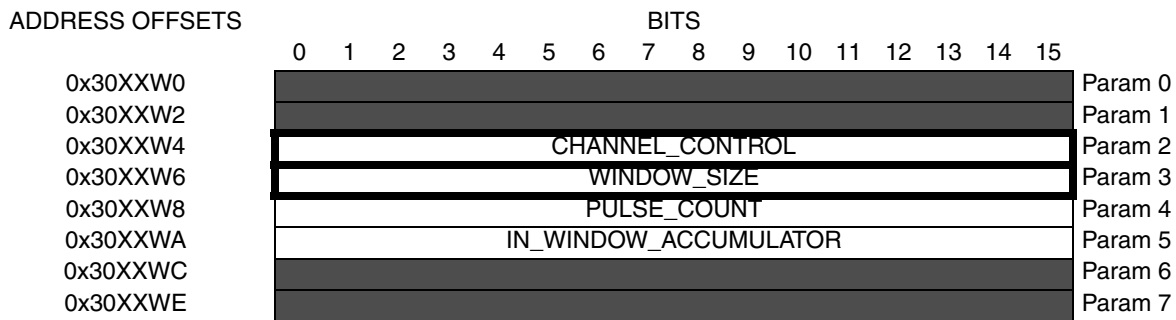 ADDRESS OFFSETS BITS
0 1 2 3 4 5 6 7 8 9 10 11 12 13 14 15
0x30XXW0 Param 0
0x30XXW2 Param 1
0x30XXW4 CHANNEL_CONTROL Param 2
0x30XXW6 WINDOW_SIZE Param 3
0x30XXW8 PULSE_COUNT Param 4
0x30XXWA IN_WINDOW_ACCUMULATOR Param 5
0x30XXWC Param 6
0x30XXWE Param 7